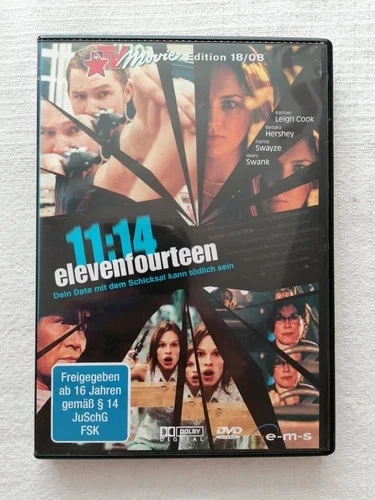 TV Movie Edition 18/08
Rachael
Leigh Cook
Barbara
Hershey
Patrick
Swayze
Hilary
Swank
11:14
elevenfourteen
Dein Date mit dem Schicksal kann tödlich sein
Freigegeben
ab 16 Jahren
gemäß § 14
JuSchG
FSK
DOLBY
DIGITAL
DVD
VIDEO
e-m-s